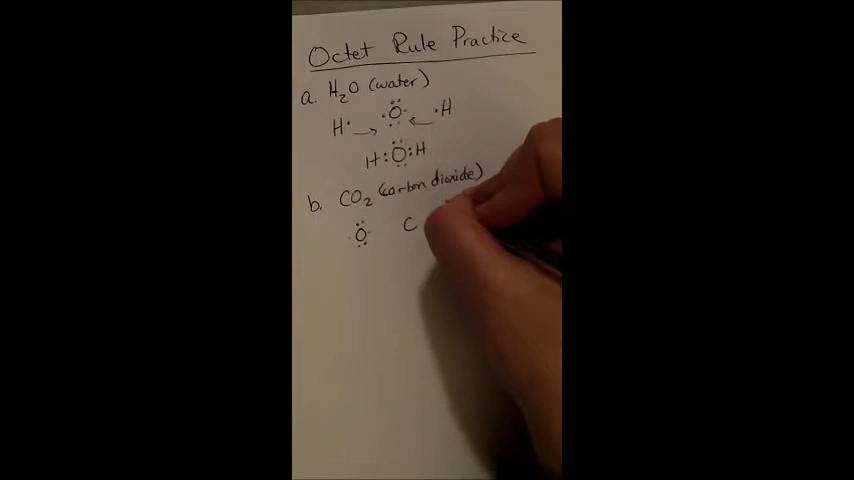 Octet Rule Practice
a. H2O (water)
H· → ·Ö· ← ·H
H:Ö:H
b. CO2 (carbon dioxide)
·Ö· C